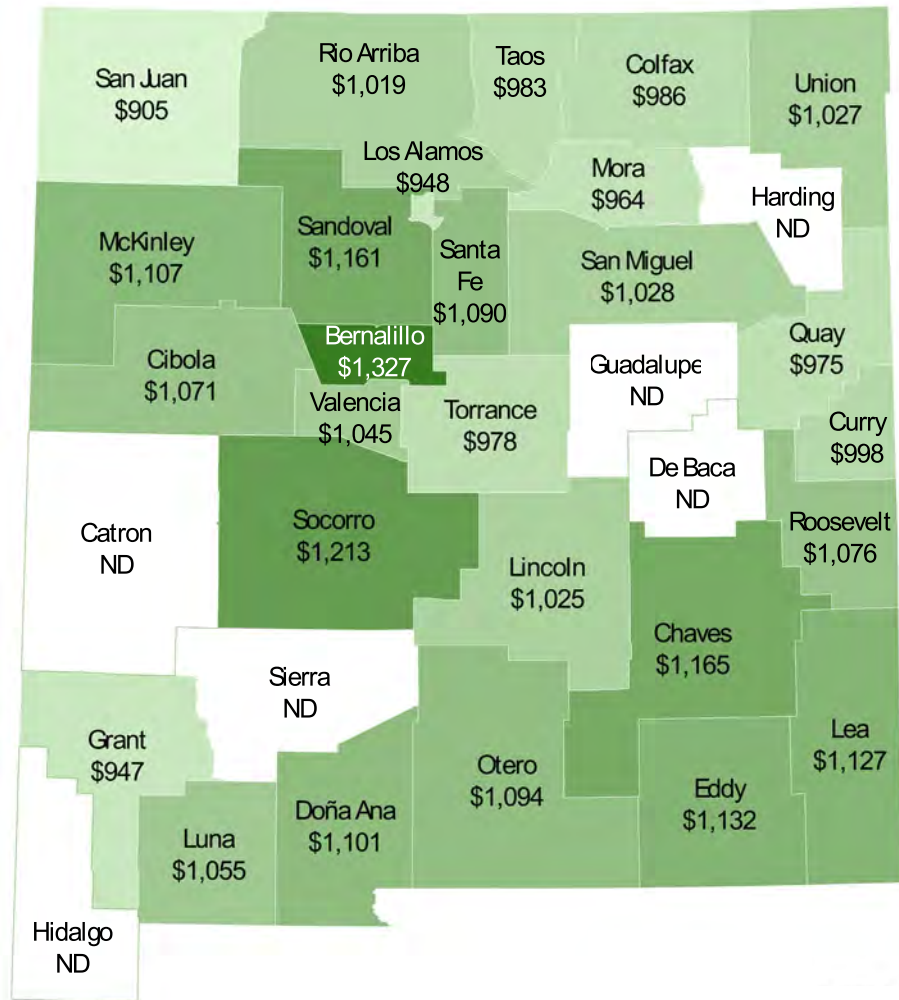 San Juan
$905
Rio Arriba
$1,019
Taos
$983
Colfax
$986
Union
$1,027
Los Alamos
$948
Mora
$964
Harding
ND
McKinley
$1,107
Sandoval
$1,161
Santa
Fe
$1,090
San Miguel
$1,028
Bernalillo
$1,327
Cibola
$1,071
Valencia
$1,045
Torrance
$978
Guadalupe
ND
Quay
$975
Curry
$998
De Baca
ND
Catron
ND
Socorro
$1,213
Lincoln
$1,025
Roosevelt
$1,076
Chaves
$1,165
Sierra
ND
Grant
$947
Luna
$1,055
Doña Ana
$1,101
Otero
$1,094
Eddy
$1,132
Lea
$1,127
Hidalgo
ND